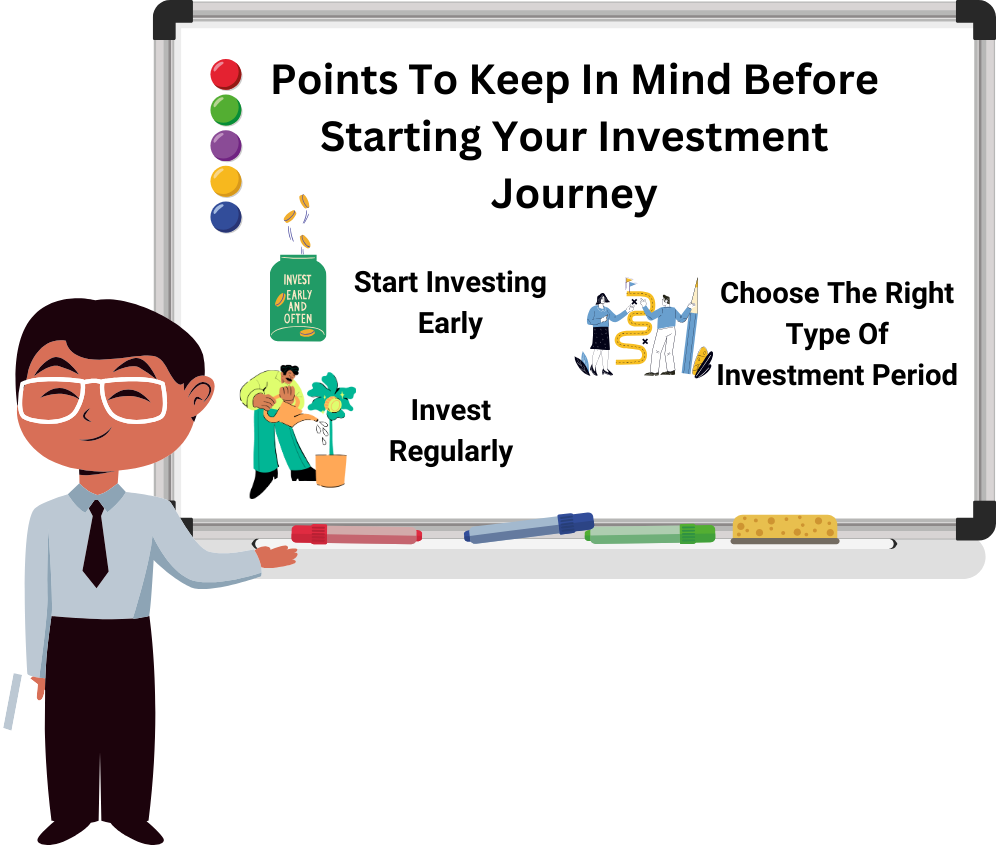 Points To Keep In Mind Before
Starting Your Investment
Journey
INVEST
EARLY
AND
OFTEN
Start Investing
Early
Invest
Regularly
Choose The Right
Type Of
Investment Period